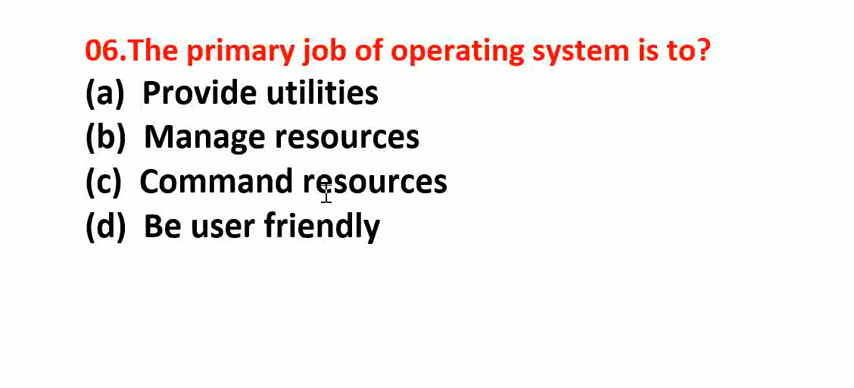 06.The primary job of operating system is to?
(a) Provide utilities
(b) Manage resources
(c) Command resources
(d) Be user friendly